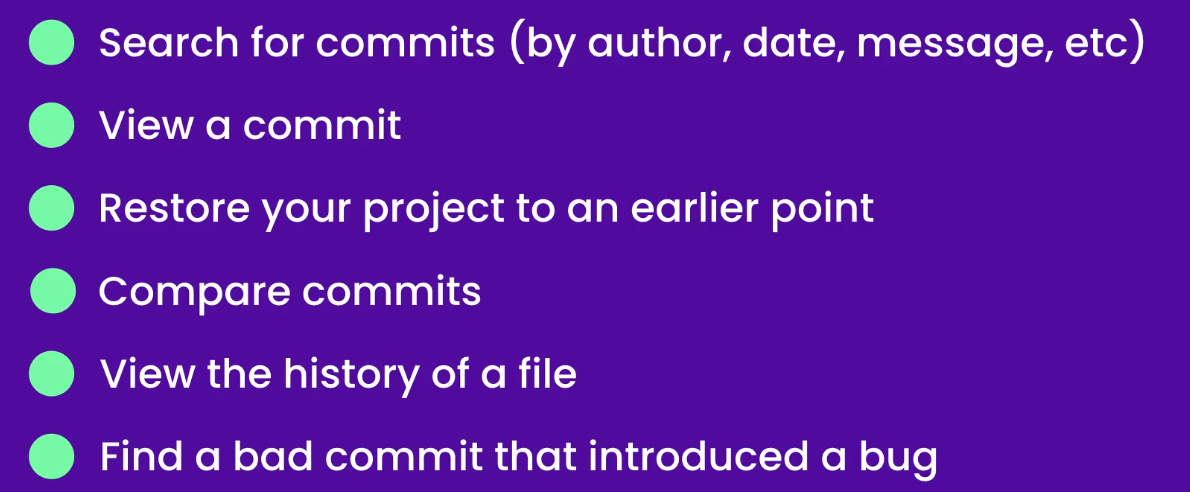 Search for commits (by author, date, message, etc)
View a commit
Restore your project to an earlier point
Compare commits
View the history of a file
Find a bad commit that introduced a bug